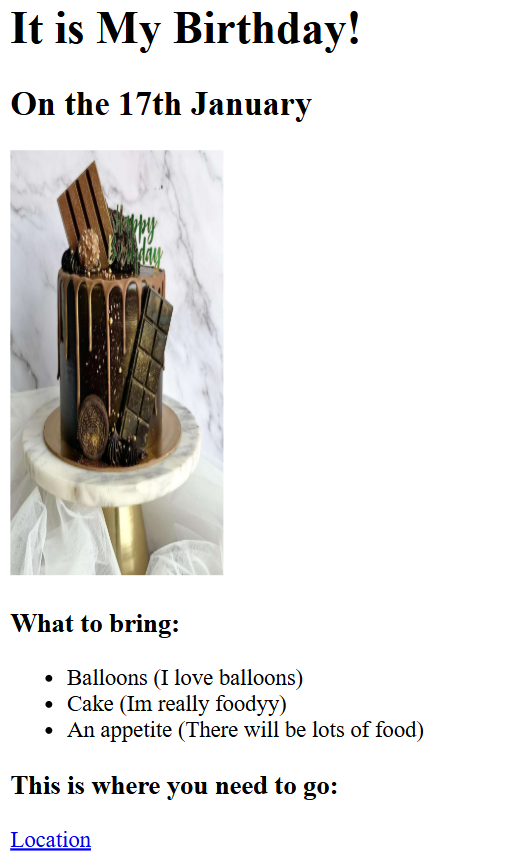 It is My Birthday!
On the 17th January
Happy
Birthday
What to bring:
Balloons (I love balloons)
Cake (Im really foodyy)
An appetite (There will be lots of food)
This is where you need to go:
Location